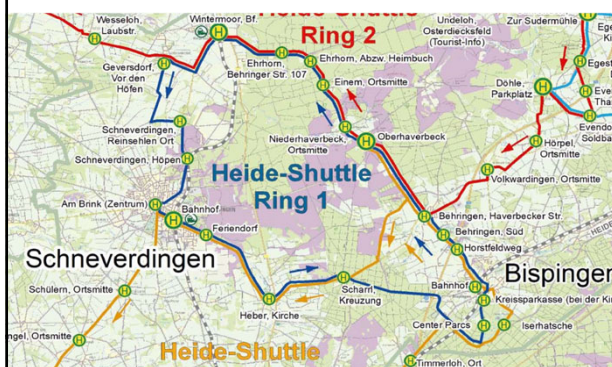 Heide-Shuttle
Ring 2
Wesseloh,
Laubstr.
Wintermoor, Bf.
Undeloh,
Osterdiecksfeld
(Tourist-Info)
Zur Sudermühle
Geversdorf,
Vor den
Höfen
Ehrhorn,
Behringer Str. 107
Ehrhorn, Abzw. Heimbuch
Einem, Ortsmitte
Döhle,
Parkplatz
Schneverdingen,
Reinsehlen Ort
Niederhaverbeck,
Ortsmitte
Oberhaverbeck
Hörpel,
Ortsmitte
Schneverdingen, Höpen
Heide-Shuttle
Ring 1
Volkwardingen, Ortsmitte
Am Brink (Zentrum)
Bahnhof
Behringen, Haverbecker Str.
Feriendorf
Behringen, Süd
Horstfeldweg
Schneverdingen
Bispingen
Schülern, Ortsmitte
Scharrl,
Kreuzung
Bahnhof
Kreissparkasse (bei der Ki
Heber, Kirche
Center Parcs
Iserhatsche
ngel, Ortsmitte
Heide-Shuttle
Timmerloh, Ort